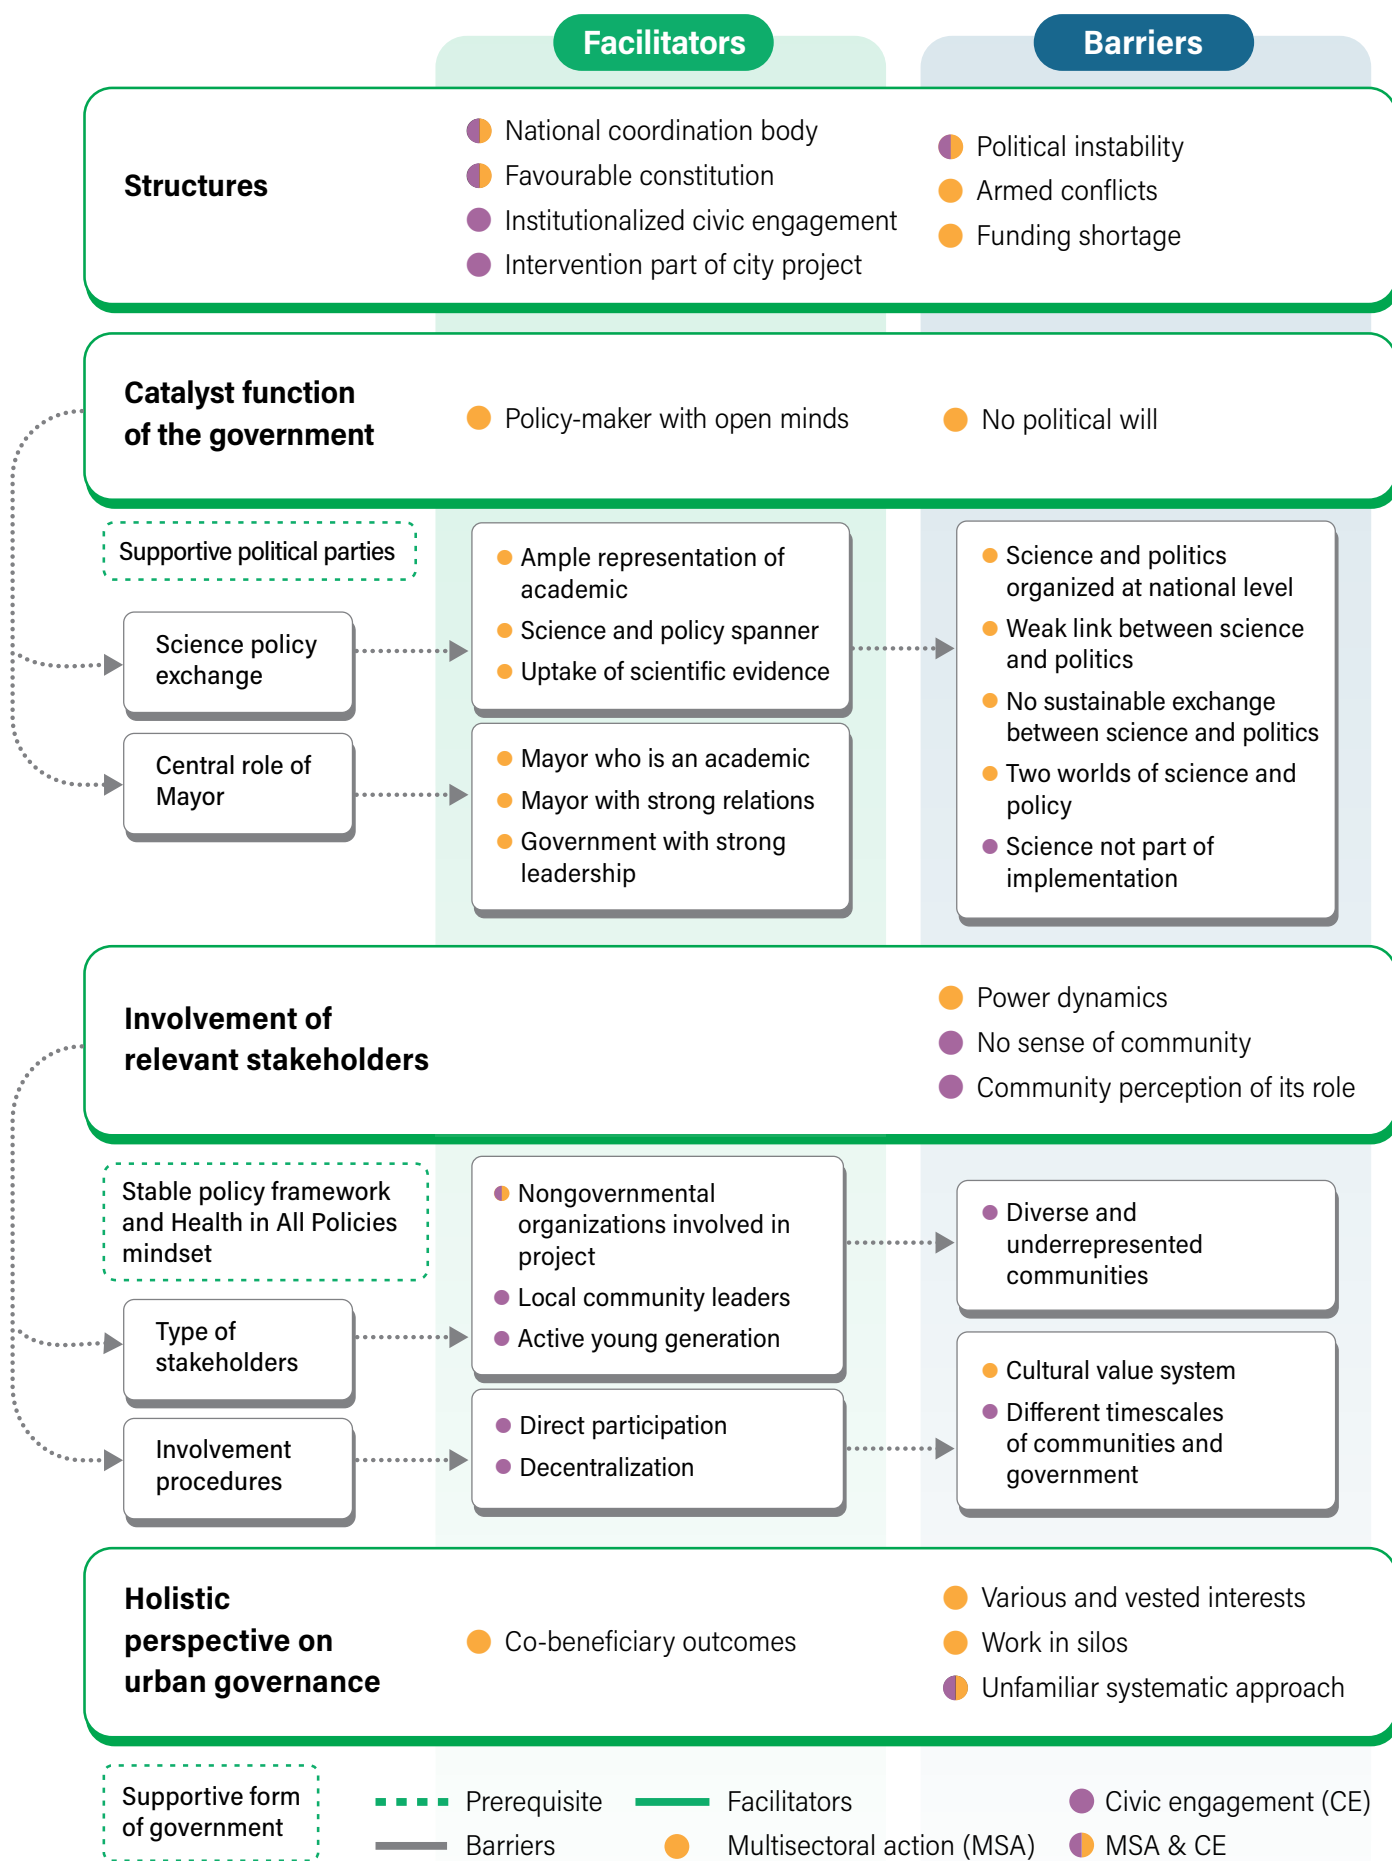 Facilitators
Barriers
Structures
National coordination body
Favourable constitution
Institutionalized civic engagement
Intervention part of city project
Political instability
Armed conflicts
Funding shortage
Catalyst function
of the government
Policy-maker with open minds
No political will
Supportive political parties
Science policy
exchange
Central role of
Mayor
Ample representation of
academic
Science and policy spanner
Uptake of scientific evidence
Mayor who is an academic
Mayor with strong relations
Government with strong
leadership
Science and politics
organized at national level
Weak link between science
and politics
No sustainable exchange
between science and politics
Two worlds of science and
policy
Science not part of
implementation
Involvement of
relevant stakeholders
Power dynamics
No sense of community
Community perception of its role
Stable policy framework
and Health in All Policies
mindset
Type of
stakeholders
Involvement
procedures
Nongovernmental
organizations involved in
project
Local community leaders
Active young generation
Direct participation
Decentralization
Diverse and
underrepresented
communities
Cultural value system
Different timescales
of communities and
government
Holistic
perspective on
urban governance
Co-beneficiary outcomes
Various and vested interests
Work in silos
Unfamiliar systematic approach
Supportive form
of government
Prerequisite
Facilitators
Civic engagement (CE)
Barriers
Multisectoral action (MSA)
MSA & CE